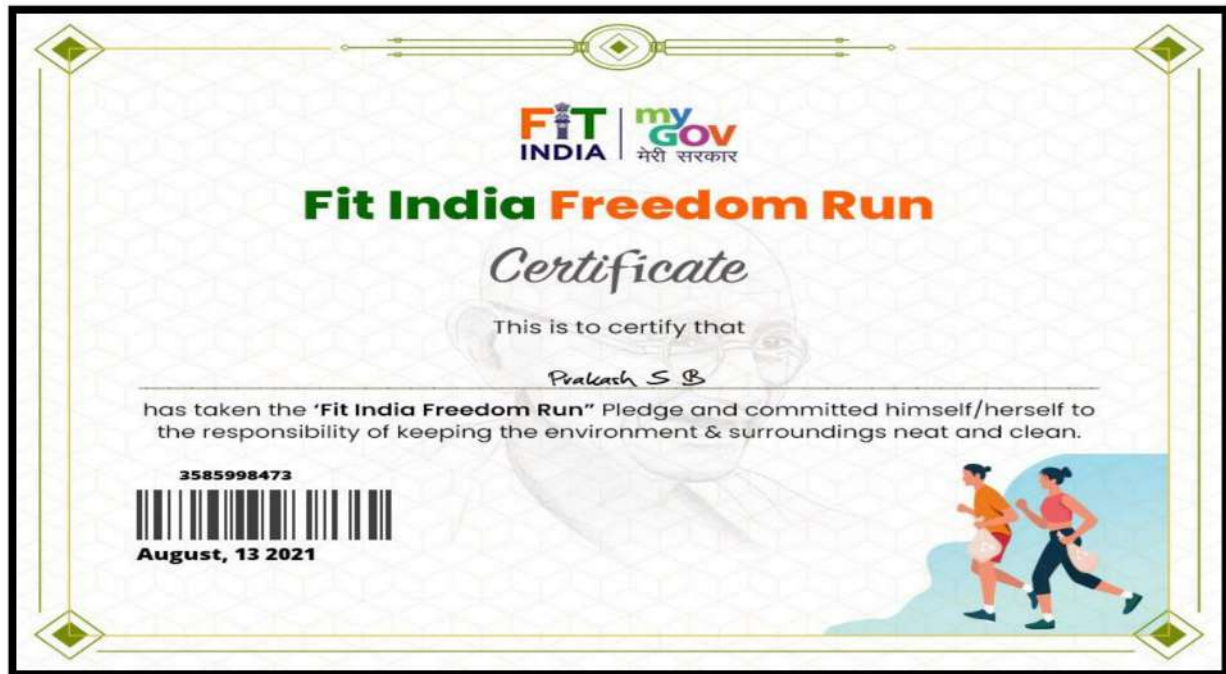 FIT my
INDIA GOV
मेरी सरकार
Fit India Freedom Run
Certificate
This is to certify that
Prakash S B
has taken the ‘Fit India Freedom Run” Pledge and committed himself/herself to
the responsibility of keeping the environment & surroundings neat and clean.
3585998473
August, 13 2021